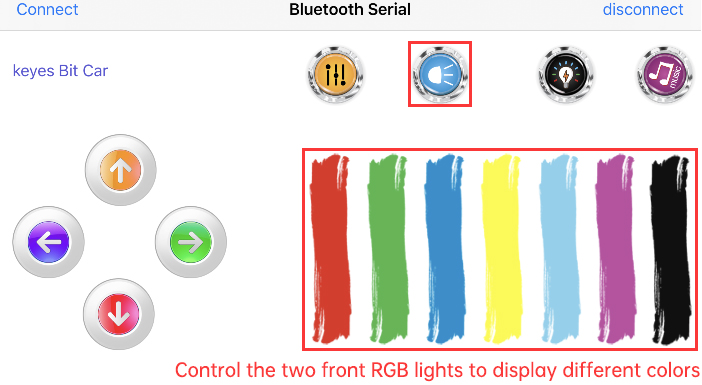 Connect
Bluetooth Serial
disconnect
keyes Bit Car
MUSIC
Control the two front RGB lights to display different colors